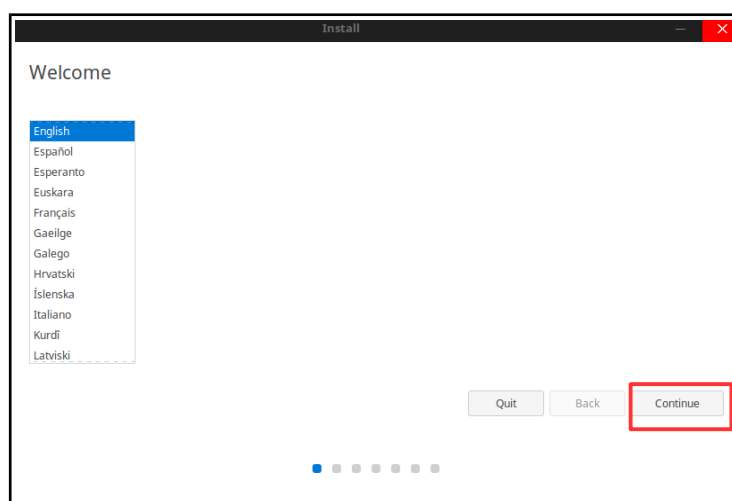 Install
Welcome
English
Español
Esperanto
Euskara
Français
Gaeilge
Galego
Hrvatski
Íslenska
Italiano
Kurdî
Latviski
Quit Back Continue